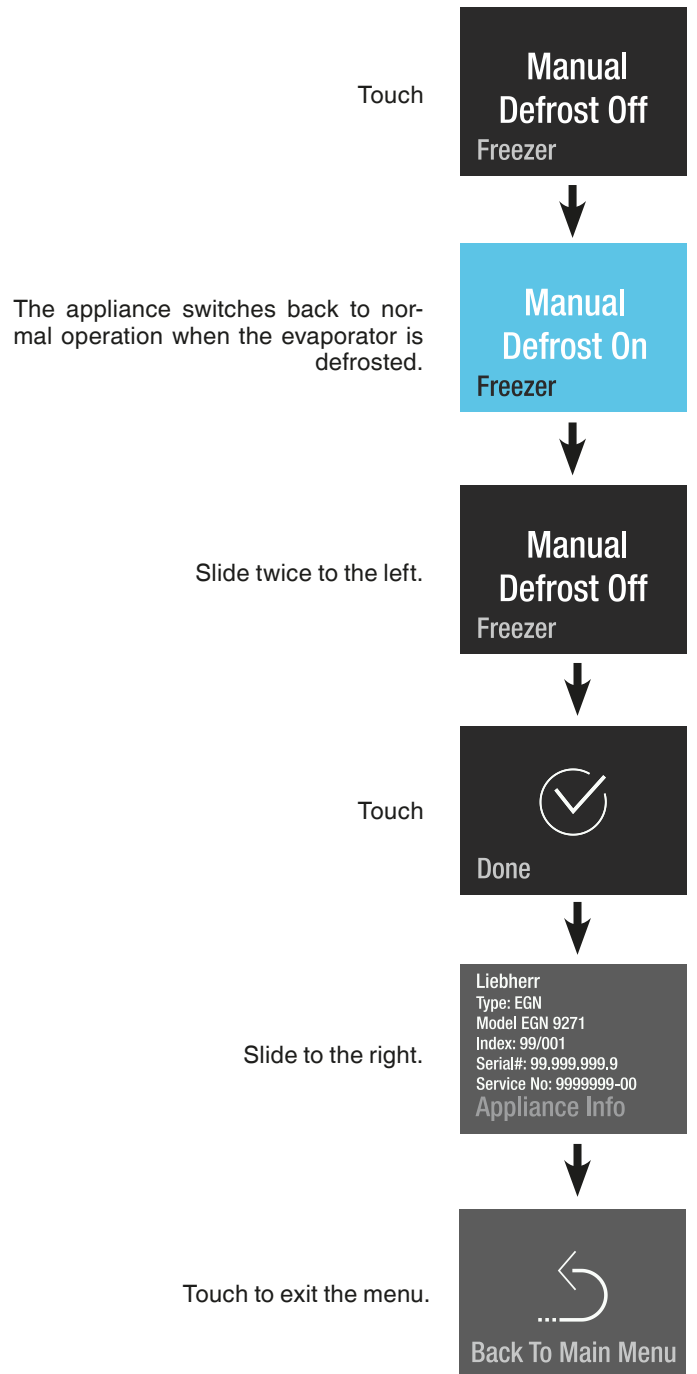 Touch
Manual
Defrost Off
Freezer
The appliance switches back to nor-
mal operation when the evaporator is
defrosted.
Manual
Defrost On
Freezer
Slide twice to the left.
Manual
Defrost Off
Freezer
Touch
Done
Slide to the right.
Liebherr
Type: EGN
Model EGN 9271
Index: 99/001
Serial#: 99.999.999.9
Service No: 9999999-00
Appliance Info
Touch to exit the menu.
Back To Main Menu